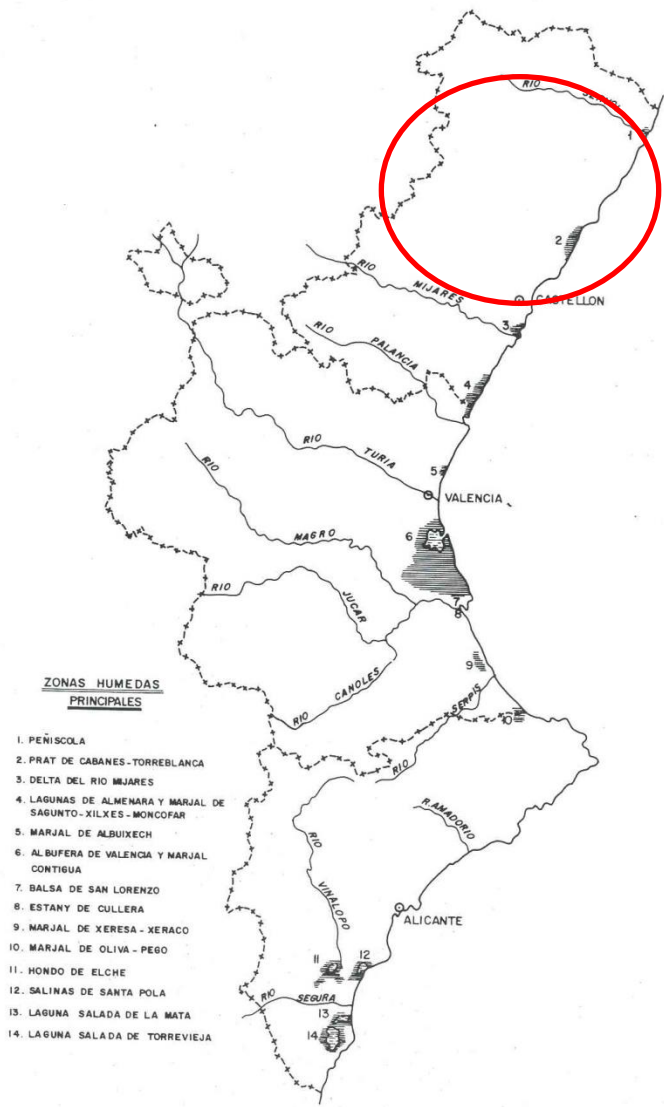 RIO SERVOL
1
2
RIO MIJARES
CASTELLON
3
RIO PALANCIA
4
RIO TURIA
5
VALENCIA
RIO MAGRO
6
RIO JUCAR
7
8
RIO CAÑOLES
9
SERPIS
10
RIO
R. AMADORIO
RIO VINALOPO
ALICANTE
11
12
RIO SEGURA
13
14
ZONAS HUMEDAS
PRINCIPALES
1. PEÑISCOLA
2. PRAT DE CABANES-TORREBLANCA
3. DELTA DEL RIO MIJARES
4. LAGUNAS DE ALMENARA Y MARJAL DE
SAGUNTO-XILXES-MONCOFAR
5. MARJAL DE ALBUIXECH
6. ALBUFERA DE VALENCIA Y MARJAL
CONTIGUA
7. BALSA DE SAN LORENZO
8. ESTANY DE CULLERA
9. MARJAL DE XERESA-XERACO
10. MARJAL DE OLIVA-PEGO
11. HONDO DE ELCHE
12. SALINAS DE SANTA POLA
13. LAGUNA SALADA DE LA MATA
14. LAGUNA SALADA DE TORREVIEJA